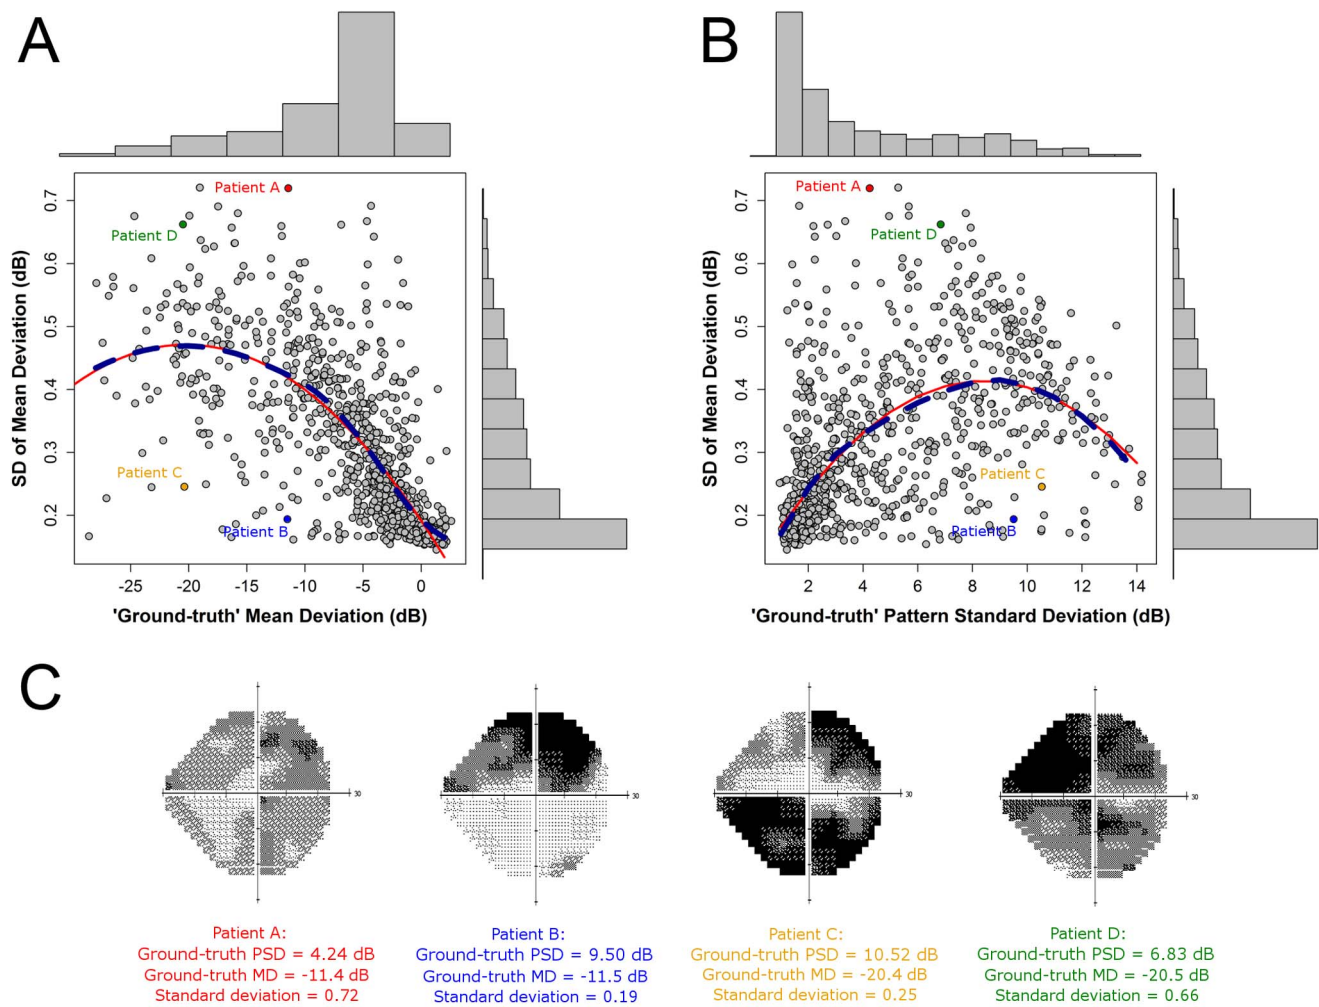 A
B
Patient A
Patient D
Patient C
Patient B
SD of Mean Deviation (dB)
0.7
0.6
0.5
0.4
0.3
0.2
-25 -20 -15 -10 -5 0
'Ground-truth' Mean Deviation (dB)
Patient A
Patient D
Patient C
Patient B
SD of Mean Deviation (dB)
0.7
0.6
0.5
0.4
0.3
0.2
2 4 6 8 10 12 14
'Ground-truth' Pattern Standard Deviation (dB)
C
30 30 30 30
Patient A:
Ground-truth PSD = 4.24 dB
Ground-truth MD = -11.4 dB
Standard deviation = 0.72
Patient B:
Ground-truth PSD = 9.50 dB
Ground-truth MD = -11.5 dB
Standard deviation = 0.19
Patient C:
Ground-truth PSD = 10.52 dB
Ground-truth MD = -20.4 dB
Standard deviation = 0.25
Patient D:
Ground-truth PSD = 6.83 dB
Ground-truth MD = -20.5 dB
Standard deviation = 0.66